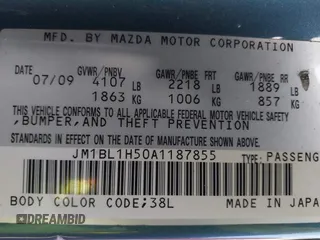 MFD. BY MAZDA MOTOR CORPORATION
DATE GVWR/PNBV GAWR/PNBE FRT GAWR/PNBE RR
07/09 4107 LB 2218 LB 1889 LB
1863 KG 1006 KG 857 KG
THIS VEHICLE CONFORMS TO ALL APPLICABLE FEDERAL MOTOR VEHICLE SAFETY
,BUMPER,AND THEFT PREVENTION
STANDARDS IN EFFECT ON THE DATE OF MANUFACTURE SHOWN ABOVE.
JM1BL1H50A1187855 TYPE:PASSENG
BODY COLOR CODE;38L MADE IN JAPA
DREAMBID